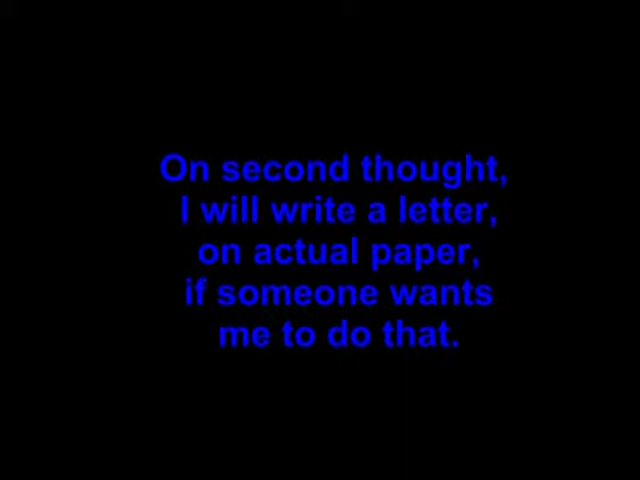 On second thought,
I will write a letter,
on actual paper,
if someone wants
me to do that.